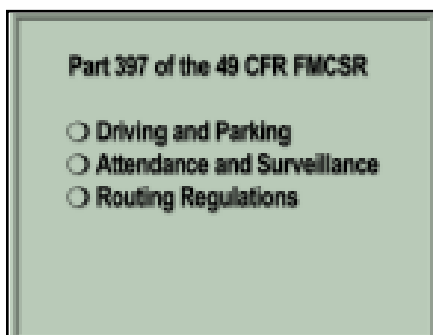 Part 397 of the 49 CFR FMCSR
Driving and Parking
Attendance and Surveillance
Routing Regulations